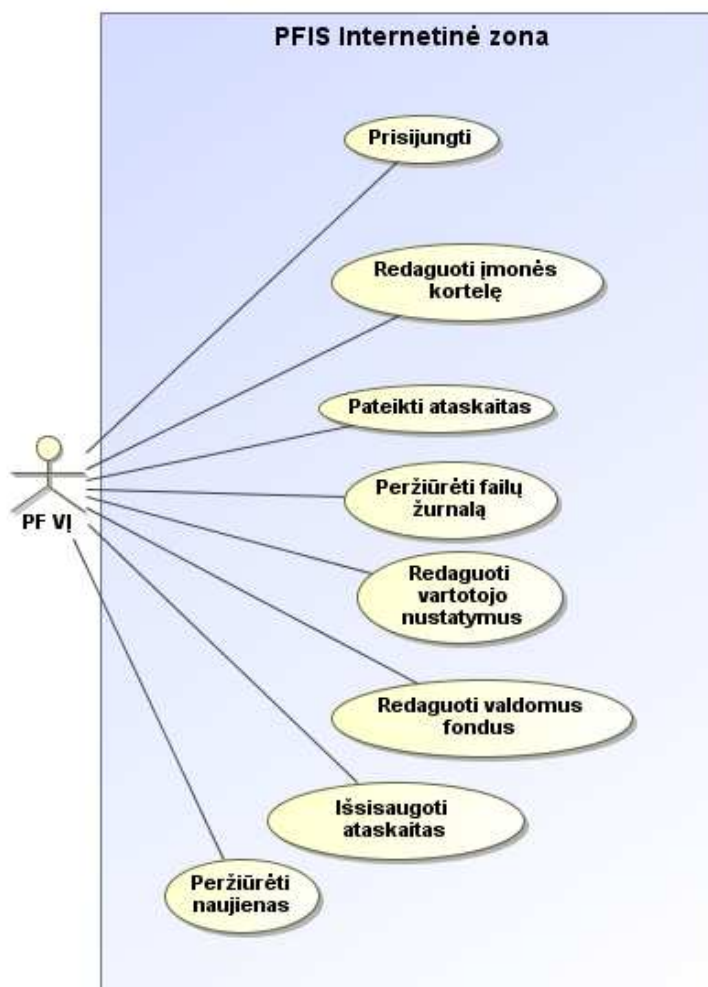 PFIS Internetinė zona
Prisijungti
Redaguoti įmonės
kortelę
Pateikti ataskaitas
Peržiūrėti failų
žurnalą
PF VĮ
Redaguoti
vartotojo
nustatymus
Redaguoti valdomus
fondus
Išsisaugoti
ataskaitas
Peržiūrėti
naujienas